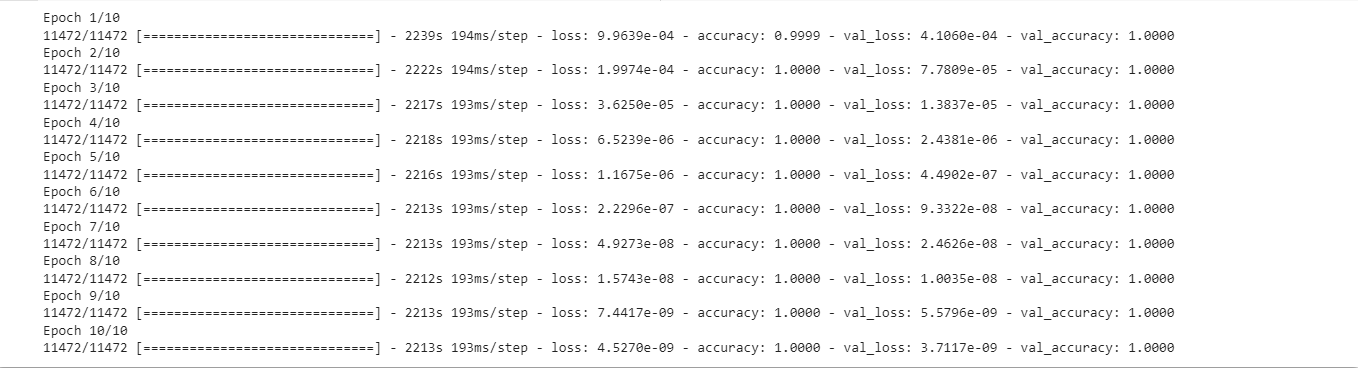 Epoch 1/10
11472/11472 [==============================] - 2239s 194ms/step - loss: 9.9639e-04 - accuracy: 0.9999 - val_loss: 4.1060e-04 - val_accuracy: 1.0000
Epoch 2/10
11472/11472 [==============================] - 2222s 194ms/step - loss: 1.9974e-04 - accuracy: 1.0000 - val_loss: 7.7809e-05 - val_accuracy: 1.0000
Epoch 3/10
11472/11472 [==============================] - 2217s 193ms/step - loss: 3.6250e-05 - accuracy: 1.0000 - val_loss: 1.3837e-05 - val_accuracy: 1.0000
Epoch 4/10
11472/11472 [==============================] - 2218s 193ms/step - loss: 6.5239e-06 - accuracy: 1.0000 - val_loss: 2.4381e-06 - val_accuracy: 1.0000
Epoch 5/10
11472/11472 [==============================] - 2216s 193ms/step - loss: 1.1675e-06 - accuracy: 1.0000 - val_loss: 4.4902e-07 - val_accuracy: 1.0000
Epoch 6/10
11472/11472 [==============================] - 2213s 193ms/step - loss: 2.2296e-07 - accuracy: 1.0000 - val_loss: 9.3322e-08 - val_accuracy: 1.0000
Epoch 7/10
11472/11472 [==============================] - 2213s 193ms/step - loss: 4.9273e-08 - accuracy: 1.0000 - val_loss: 2.4626e-08 - val_accuracy: 1.0000
Epoch 8/10
11472/11472 [==============================] - 2212s 193ms/step - loss: 1.5743e-08 - accuracy: 1.0000 - val_loss: 1.0035e-08 - val_accuracy: 1.0000
Epoch 9/10
11472/11472 [==============================] - 2213s 193ms/step - loss: 7.4417e-09 - accuracy: 1.0000 - val_loss: 5.5796e-09 - val_accuracy: 1.0000
Epoch 10/10
11472/11472 [==============================] - 2213s 193ms/step - loss: 4.5270e-09 - accuracy: 1.0000 - val_loss: 3.7117e-09 - val_accuracy: 1.0000